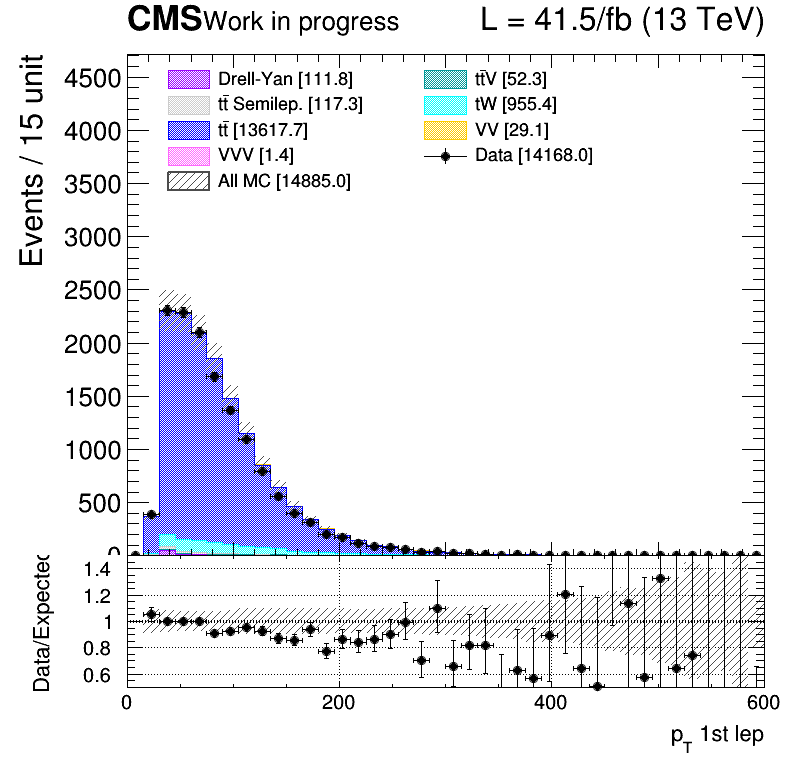 CMS Work in progress L = 41.5/fb (13 TeV)
Events / 15 unit
4500
4000
3500
3000
2500
2000
1500
1000
500
0
Drell-Yan [111.8]
tt̄ Semilep. [117.3]
tt̄ [13617.7]
VVV [1.4]
All MC [14885.0]
tt̄V [52.3]
tW [955.4]
VV [29.1]
Data [14168.0]
Data/Expected
1.4
1.2
1
0.8
0.6
0 200 400 600
p_T 1st lep